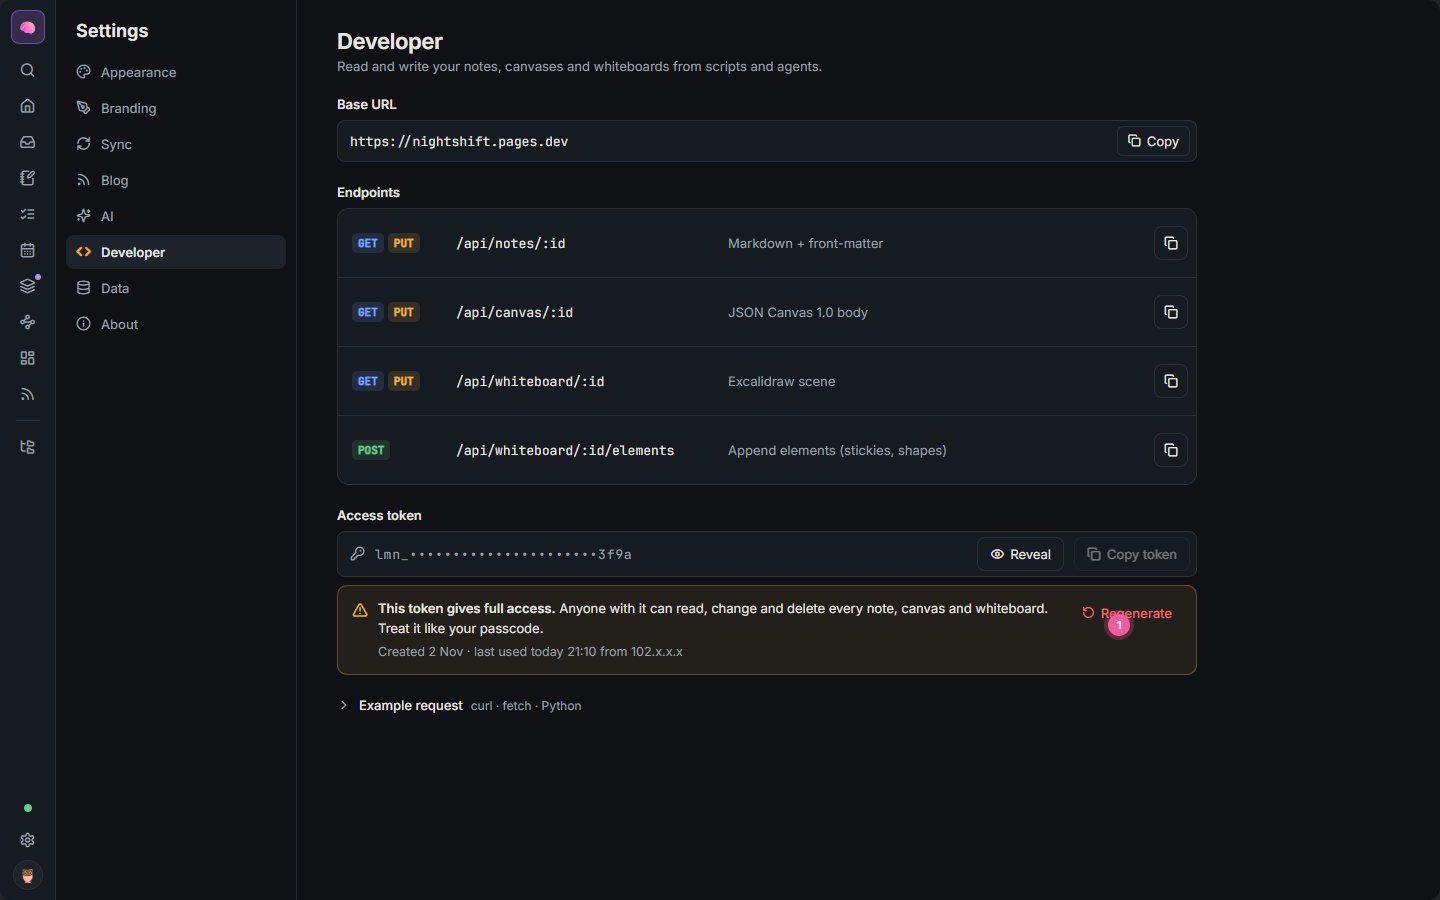 Settings
Appearance
Branding
Sync
Blog
AI
Developer
Data
About
Developer
Read and write your notes, canvases and whiteboards from scripts and agents.
Base URL
https://nightshift.pages.dev
Copy
Endpoints
GET PUT /api/notes/:id Markdown + front-matter
GET PUT /api/canvas/:id JSON Canvas 1.0 body
GET PUT /api/whiteboard/:id Excalidraw scene
POST /api/whiteboard/:id/elements Append elements (stickies, shapes)
Access token
lmn_••••••••••••••••••••••3f9a
Reveal
Copy token
This token gives full access. Anyone with it can read, change and delete every note, canvas and whiteboard.
Treat it like your passcode.
Created 2 Nov · last used today 21:10 from 102.x.x.x
Regenerate
1
Example request curl · fetch · Python